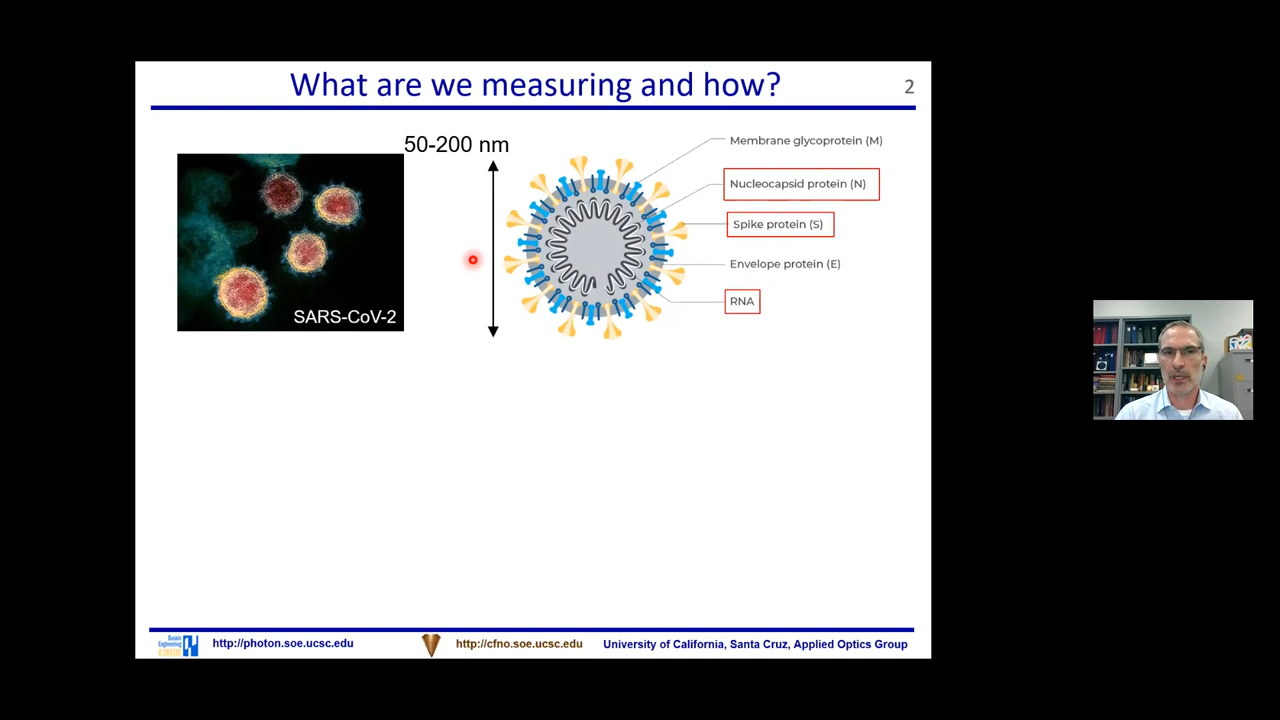 What are we measuring and how?
2
50-200 nm
Membrane glycoprotein (M)
Nucleocapsid protein (N)
Spike protein (S)
Envelope protein (E)
RNA
SARS-CoV-2
Baskin
Engineering
http://photon.soe.ucsc.edu
http://cfno.soe.ucsc.edu
University of California, Santa Cruz, Applied Optics Group